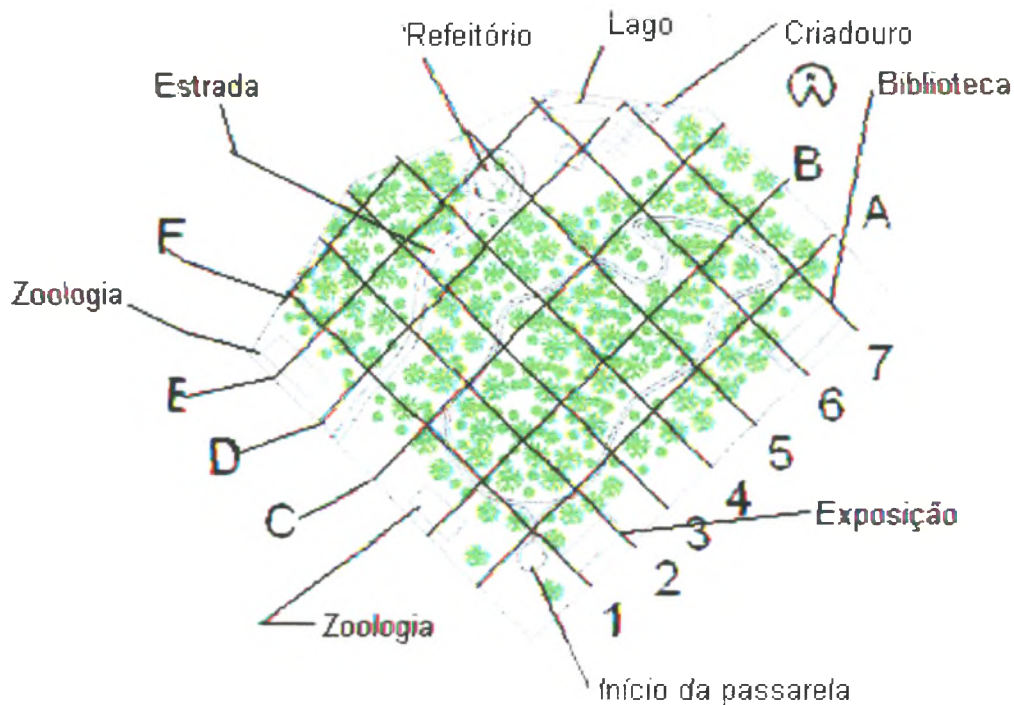 Refeitório
Lago
Criadouro
Estrada
Biblioteca
B
A
F
Zoologia
E
7
6
D
5
4
C
3
Exposição
2
1
Zoologia
Início da passarela